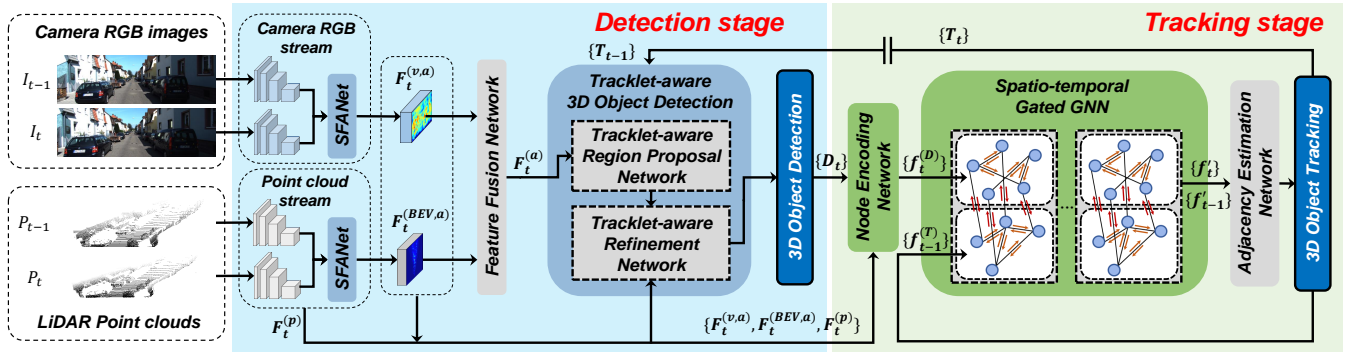 Detection stage
Tracking stage
Camera RGB images
I_{t-1}
I_t
P_{t-1}
P_t
LiDAR Point clouds
Camera RGB
stream
SFANet
F_t^{(v,a)}
Point cloud
stream
SFANet
F_t^{(BEV,a)}
F_t^{(p)}
Feature Fusion Network
F_t^{(a)}
{T_{t-1}}
Tracklet-aware
3D Object Detection
Tracklet-aware
Region Proposal
Network
Tracklet-aware
Refinement
Network
3D Object Detection
{D_t}
{F_t^{(v,a)}, F_t^{(BEV,a)}, F_t^{(p)}}
{T_t}
Node Encoding
Network
{f_t^{(D)}}
{f_{t-1}^{(T)}}
Spatio-temporal
Gated GNN
...
{f'_t}
{f'_{t-1}}
Adjacency Estimation
Network
3D Object Tracking